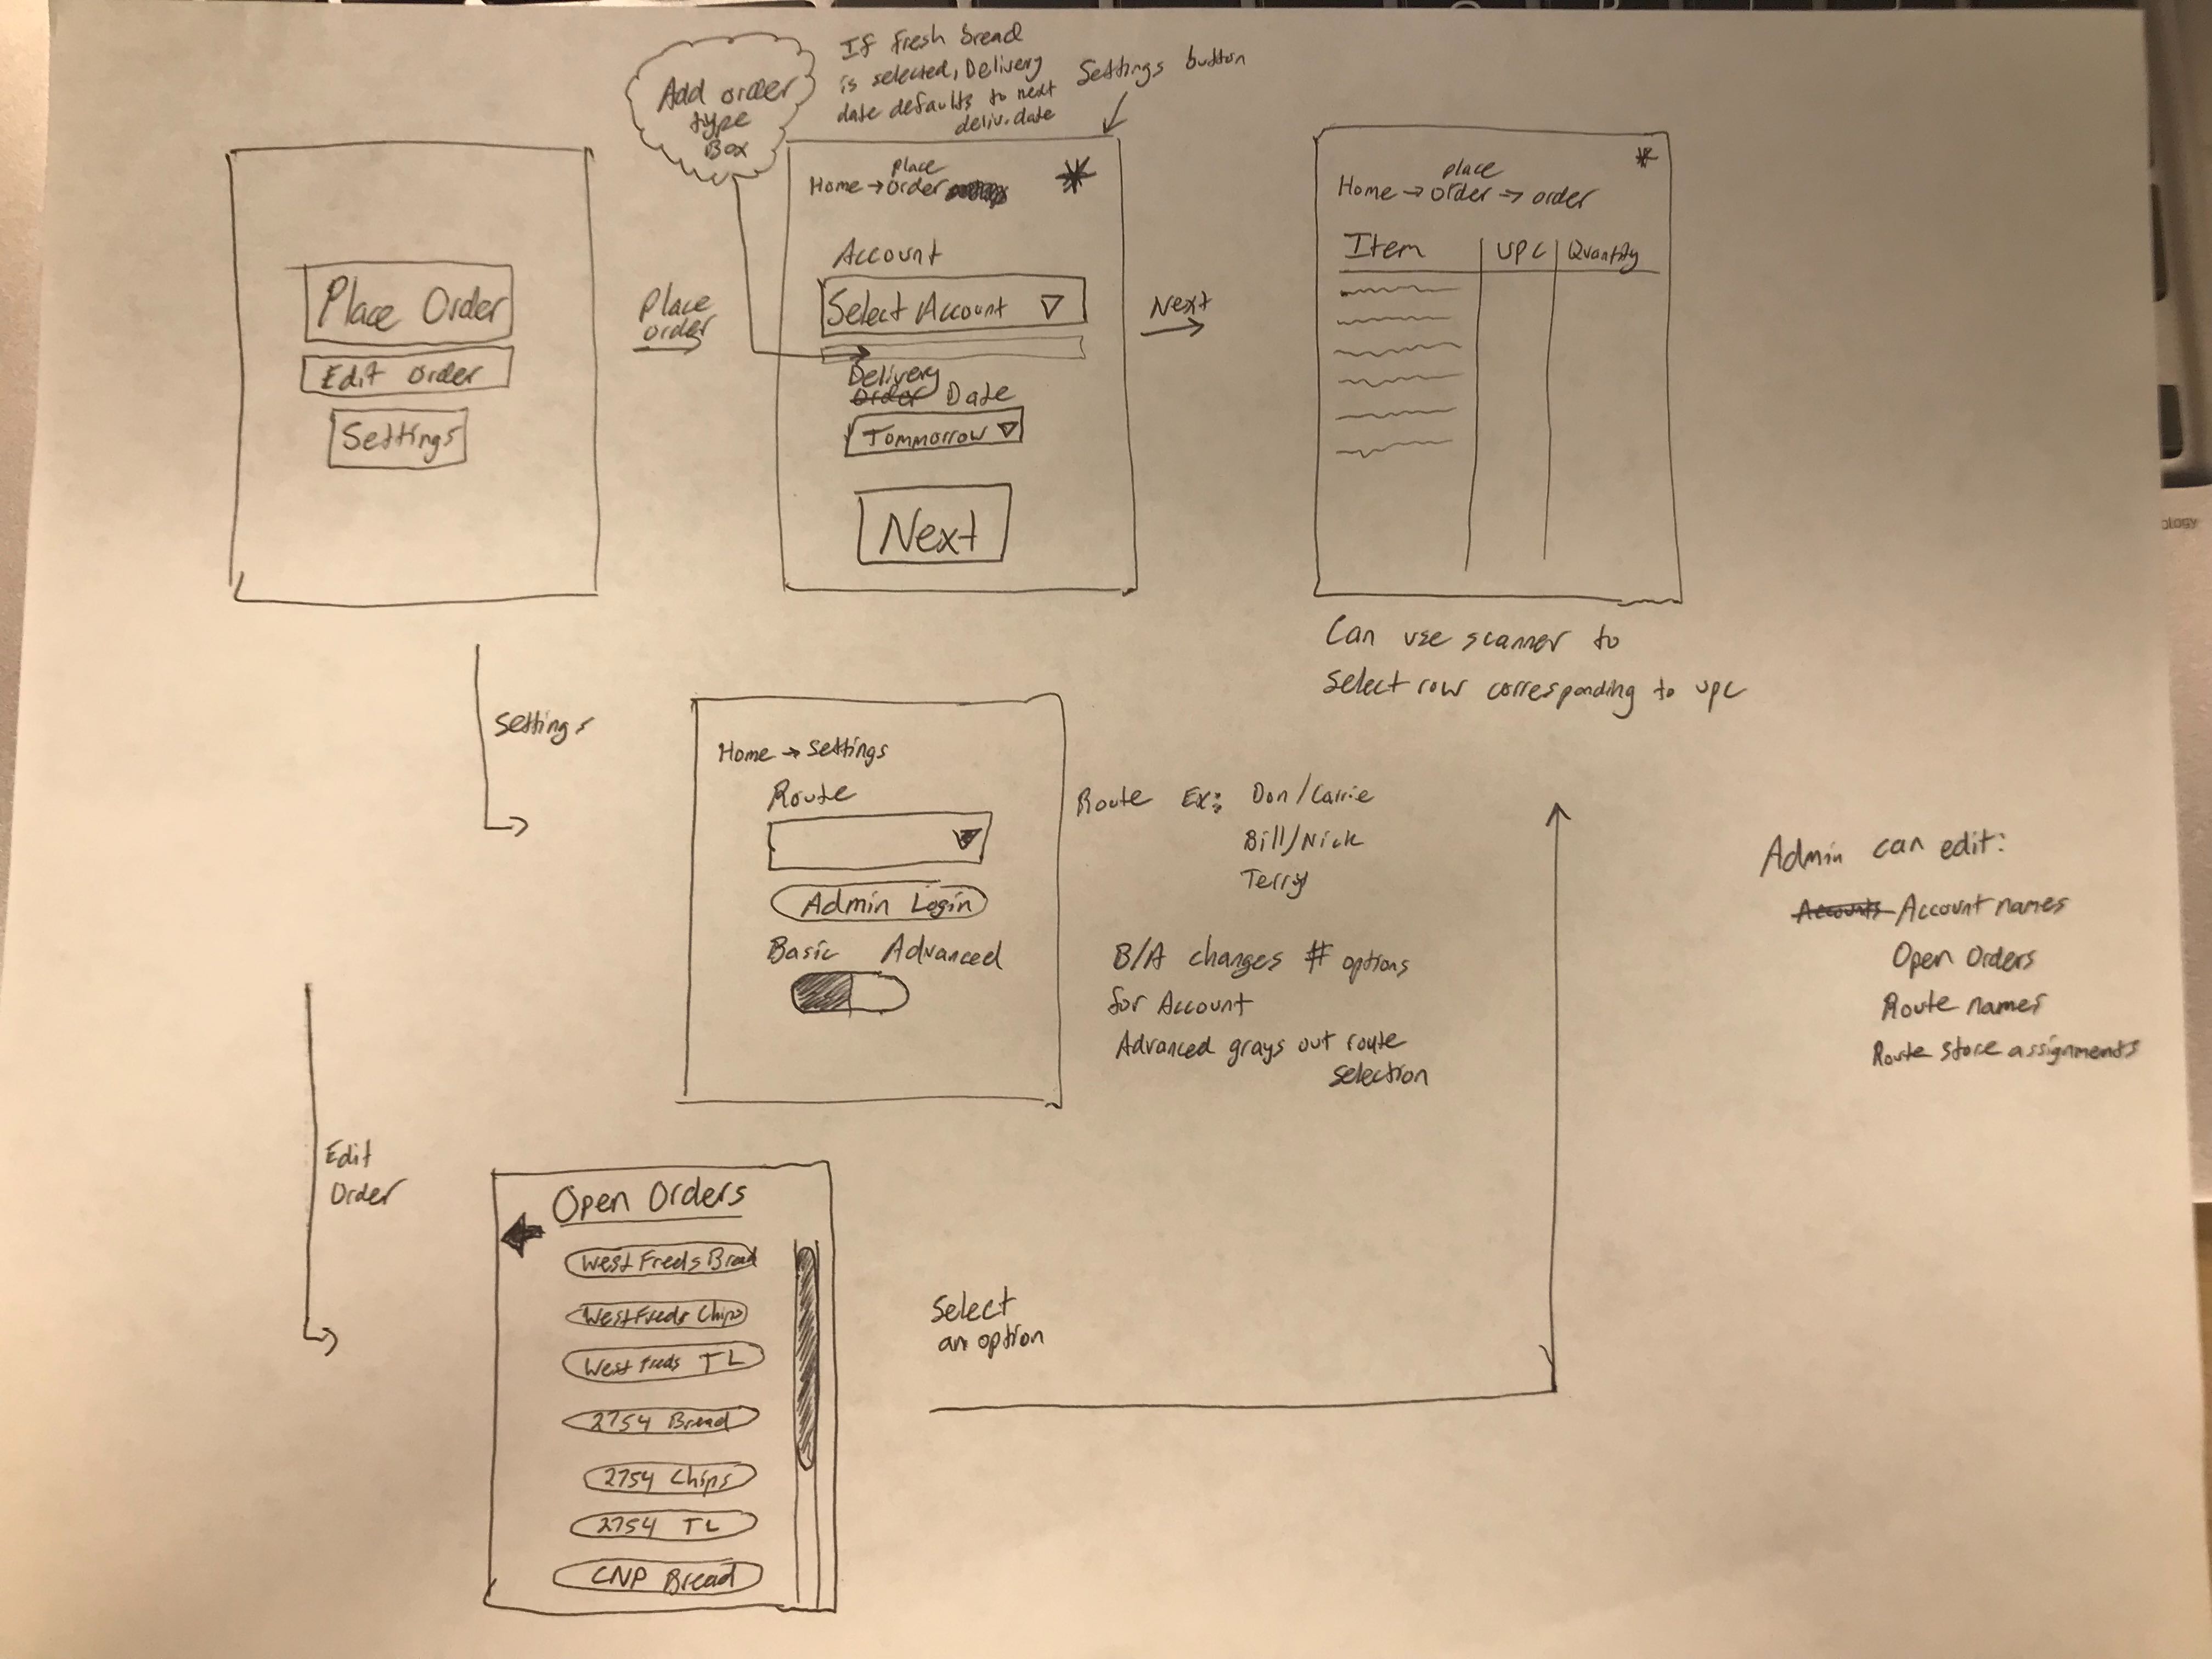 Add order
type
Box
If fresh bread
is selected, Delivery
date defaults to next
deliv. date
Settings button
Place Order
Edit order
Settings
Place
order
Place
Home → Order
Account
Select Account
Delivery
Order Date
Tommorrow
Next
Next
place
Home → order → order
Item UPC Quantity
Can use scanner to
select row corresponding to upc
Settings
Home → Settings
Route
Admin Login
Basic Advanced
Route Ex: Don/Carrie
Bill/Nick
Terry
B/A changes # options
for Account
Advanced grays out route
selection
Admin can edit:
Accounts Account names
Open Orders
Route names
Route store assignments
Edit
Order
Open Orders
West Freds Bread
West Freds Chips
West Freds TL
2754 Bread
2754 Chips
2754 TL
CNP Bread
Select
an option
ology